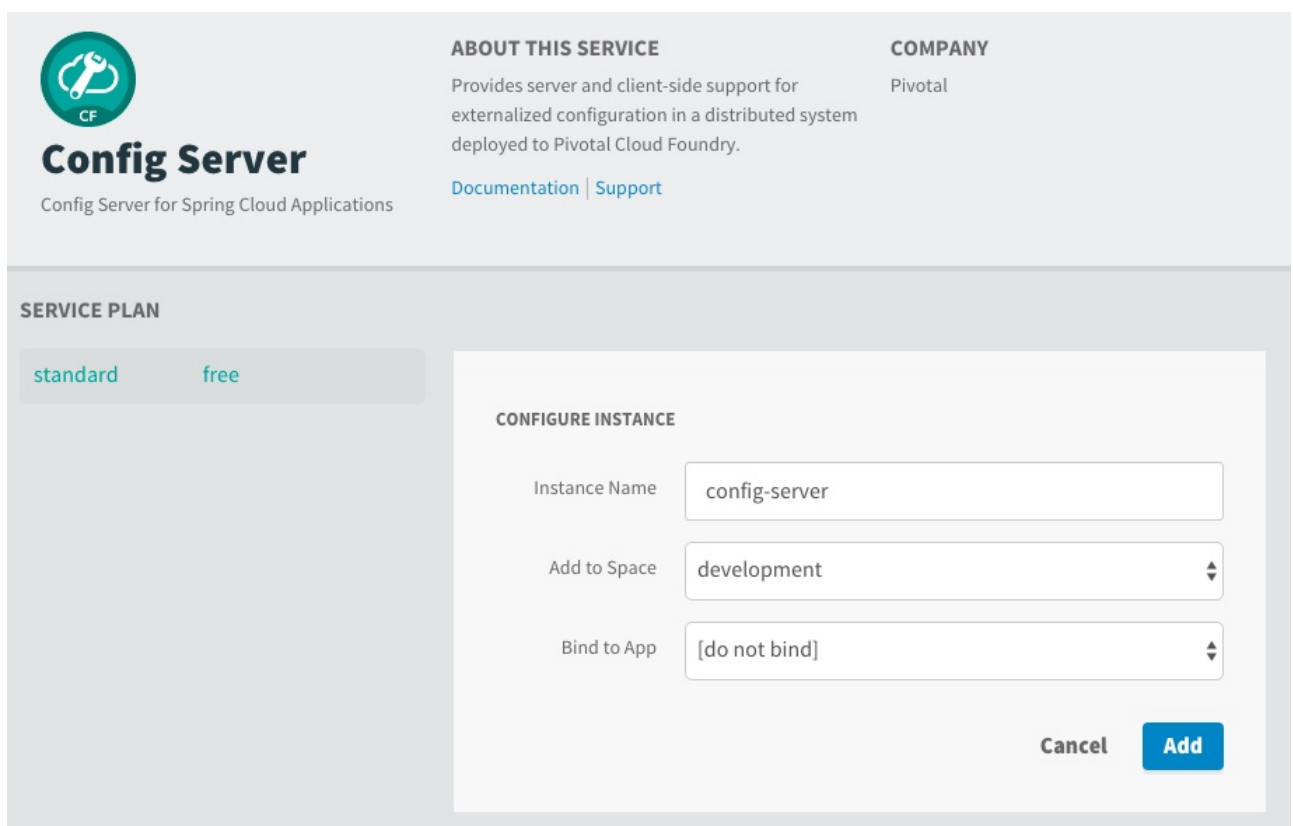 CF
Config Server
Config Server for Spring Cloud Applications
ABOUT THIS SERVICE
Provides server and client-side support for
externalized configuration in a distributed system
deployed to Pivotal Cloud Foundry.
Documentation | Support
COMPANY
Pivotal
SERVICE PLAN
standard free
CONFIGURE INSTANCE
Instance Name config-server
Add to Space development
Bind to App [do not bind]
Cancel Add